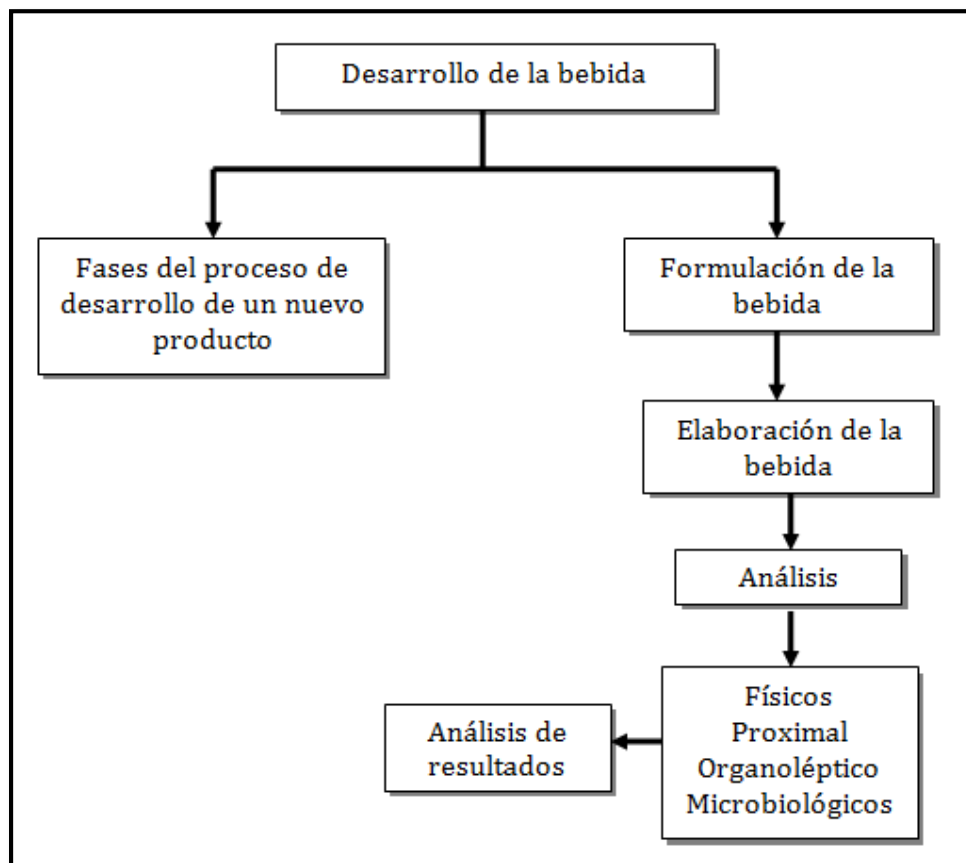 Desarrollo de la bebida
Fases del proceso de
desarrollo de un nuevo
producto
Formulación de la
bebida
Elaboración de la
bebida
Análisis
Físicos
Proximal
Organoléptico
Microbiológicos
Análisis de
resultados